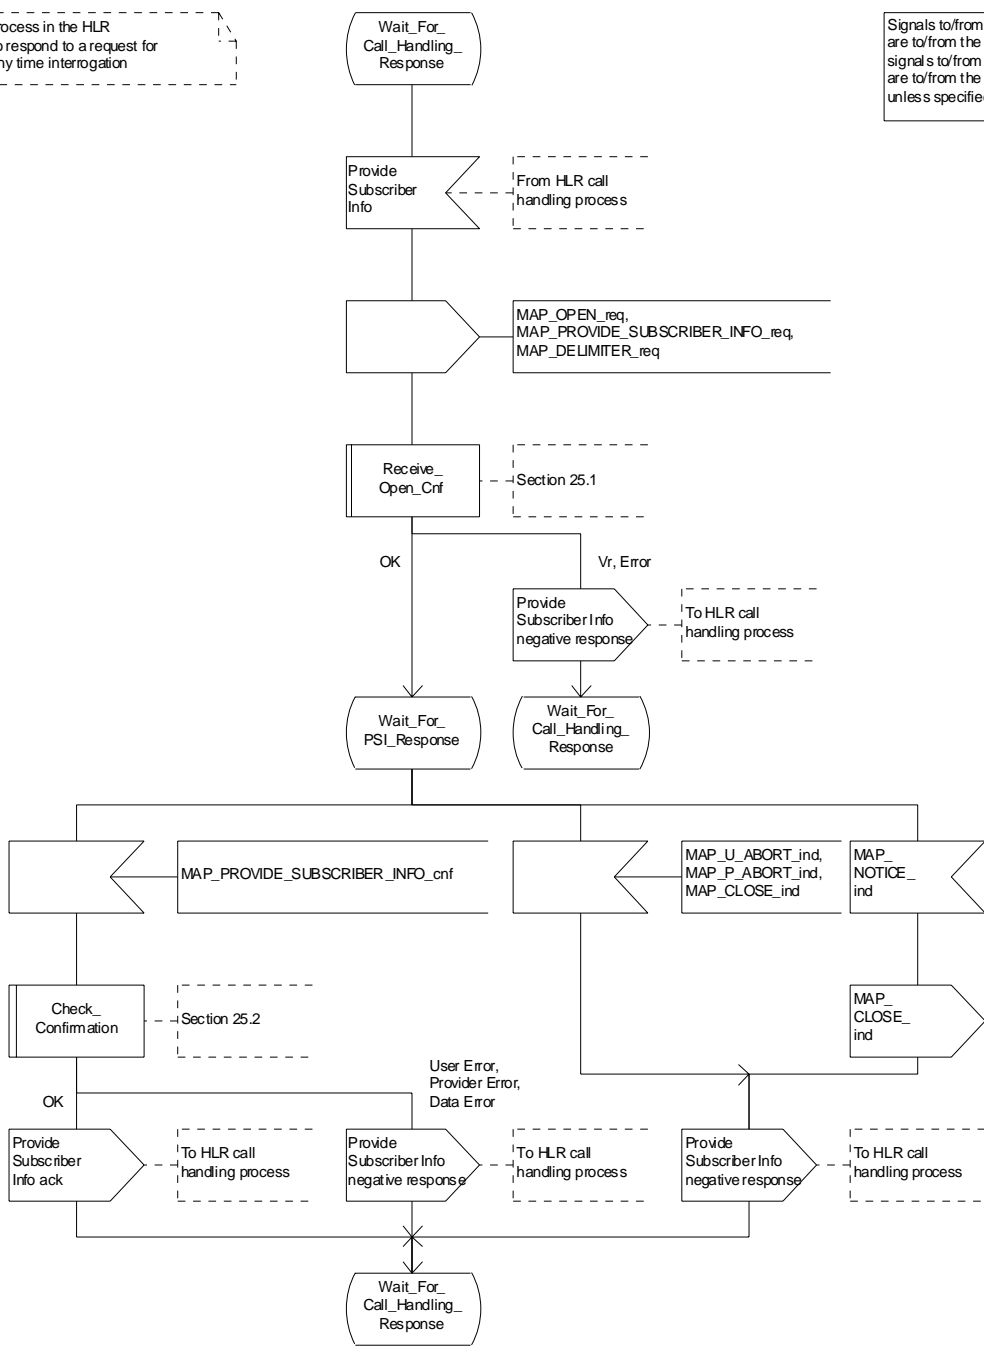 ocess in the HLR
o respond to a request for
ny time interrogation
Wait_For_
Call_Handling_
Response
Signals to/from
are to/from the
signals to/from
are to/from the
unless specifie
Provide
Subscriber
Info
From HLR call
handling process
MAP_OPEN_req,
MAP_PROVIDE_SUBSCRIBER_INFO_req,
MAP_DELIMITER_req
Receive_
Open_Cnf
Section 25.1
OK
Vr, Error
Provide
Subscriber Info
negative response
To HLR call
handling process
Wait_For_
PSI_Response
Wait_For_
Call_Handling_
Response
MAP_PROVIDE_SUBSCRIBER_INFO_cnf
MAP_U_ABORT_ind,
MAP_P_ABORT_ind,
MAP_CLOSE_ind
MAP_
NOTICE_
ind
Check_
Confirmation
Section 25.2
MAP_
CLOSE_
ind
OK
User Error,
Provider Error,
Data Error
Provide
Subscriber
Info ack
To HLR call
handling process
Provide
Subscriber Info
negative response
To HLR call
handling process
Provide
Subscriber Info
negative response
To HLR call
handling process
Wait_For_
Call_Handling_
Response